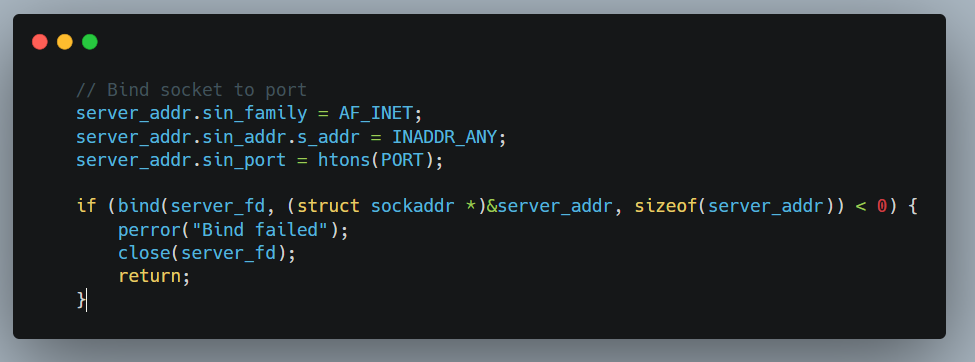 // Bind socket to port
server_addr.sin_family = AF_INET;
server_addr.sin_addr.s_addr = INADDR_ANY;
server_addr.sin_port = htons(PORT);
if (bind(server_fd, (struct sockaddr *)&server_addr, sizeof(server_addr)) < 0) {
perror("Bind failed");
close(server_fd);
return;
}